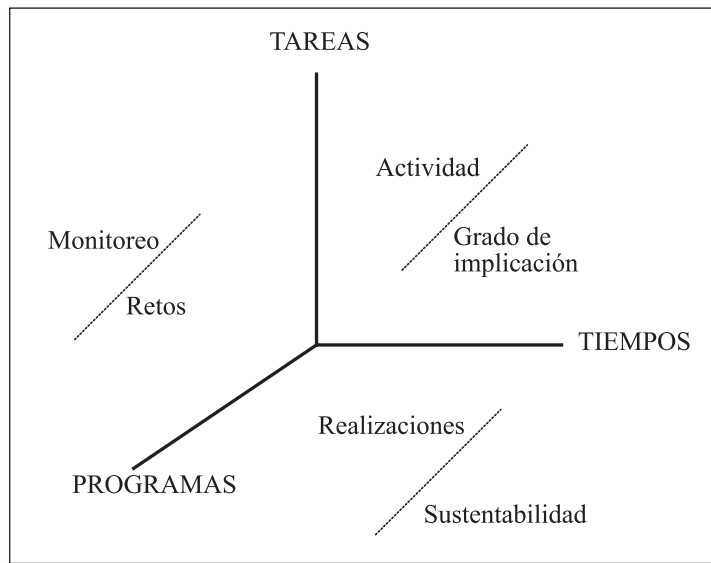 TAREAS
Actividad
Monitoreo
Grado de
implicación
Retos
TIEMPOS
Realizaciones
PROGRAMAS
Sustentabilidad